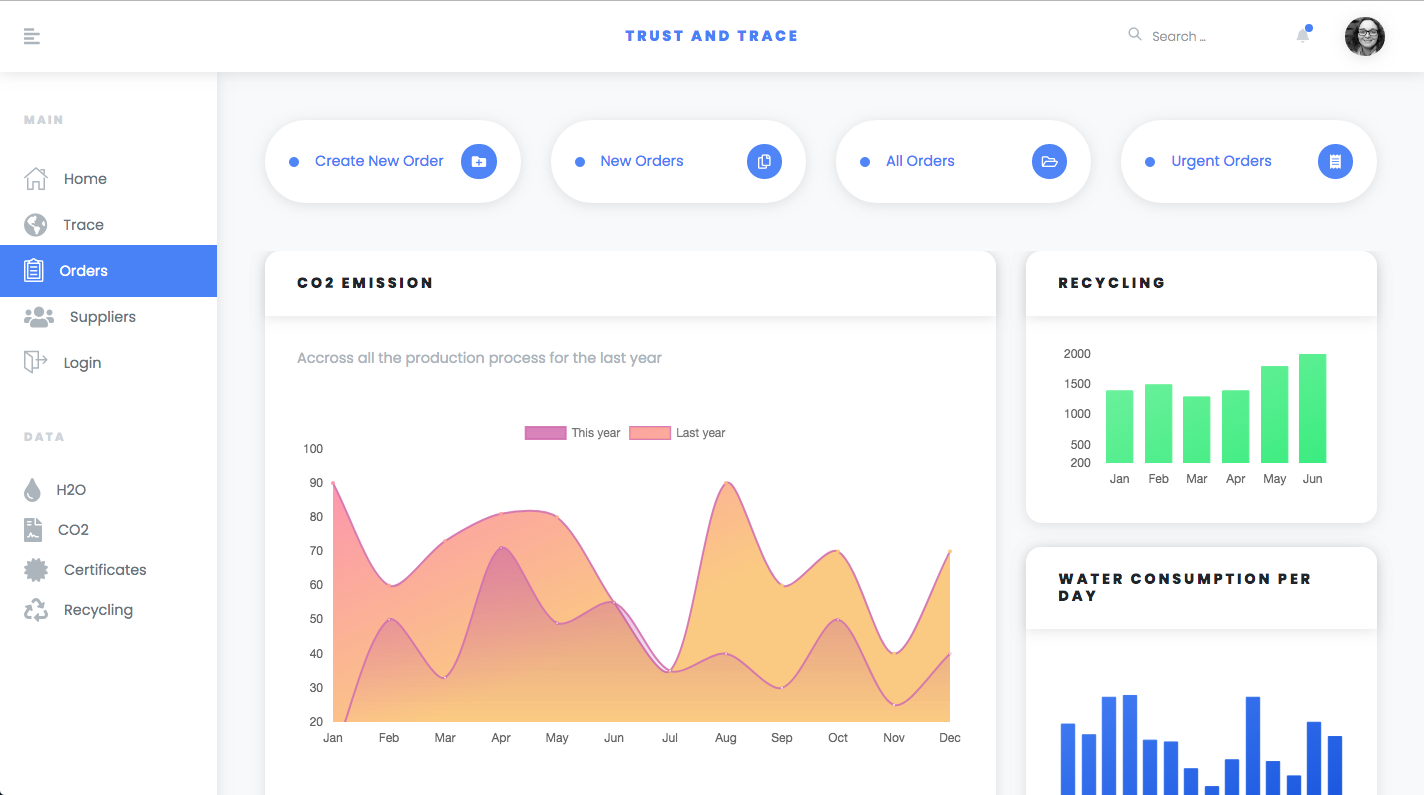 TRUST AND TRACE
Search ...
MAIN
Home
Trace
Orders
Suppliers
Login
DATA
H2O
CO2
Certificates
Recycling
Create New Order
New Orders
All Orders
Urgent Orders
CO2 EMISSION
Accross all the production process for the last year
This year
Last year
100
90
80
70
60
50
40
30
20
Jan Feb Mar Apr May Jun Jul Aug Sep Oct Nov Dec
RECYCLING
2000
1500
1000
500
200
Jan Feb Mar Apr May Jun
WATER CONSUMPTION PER
DAY